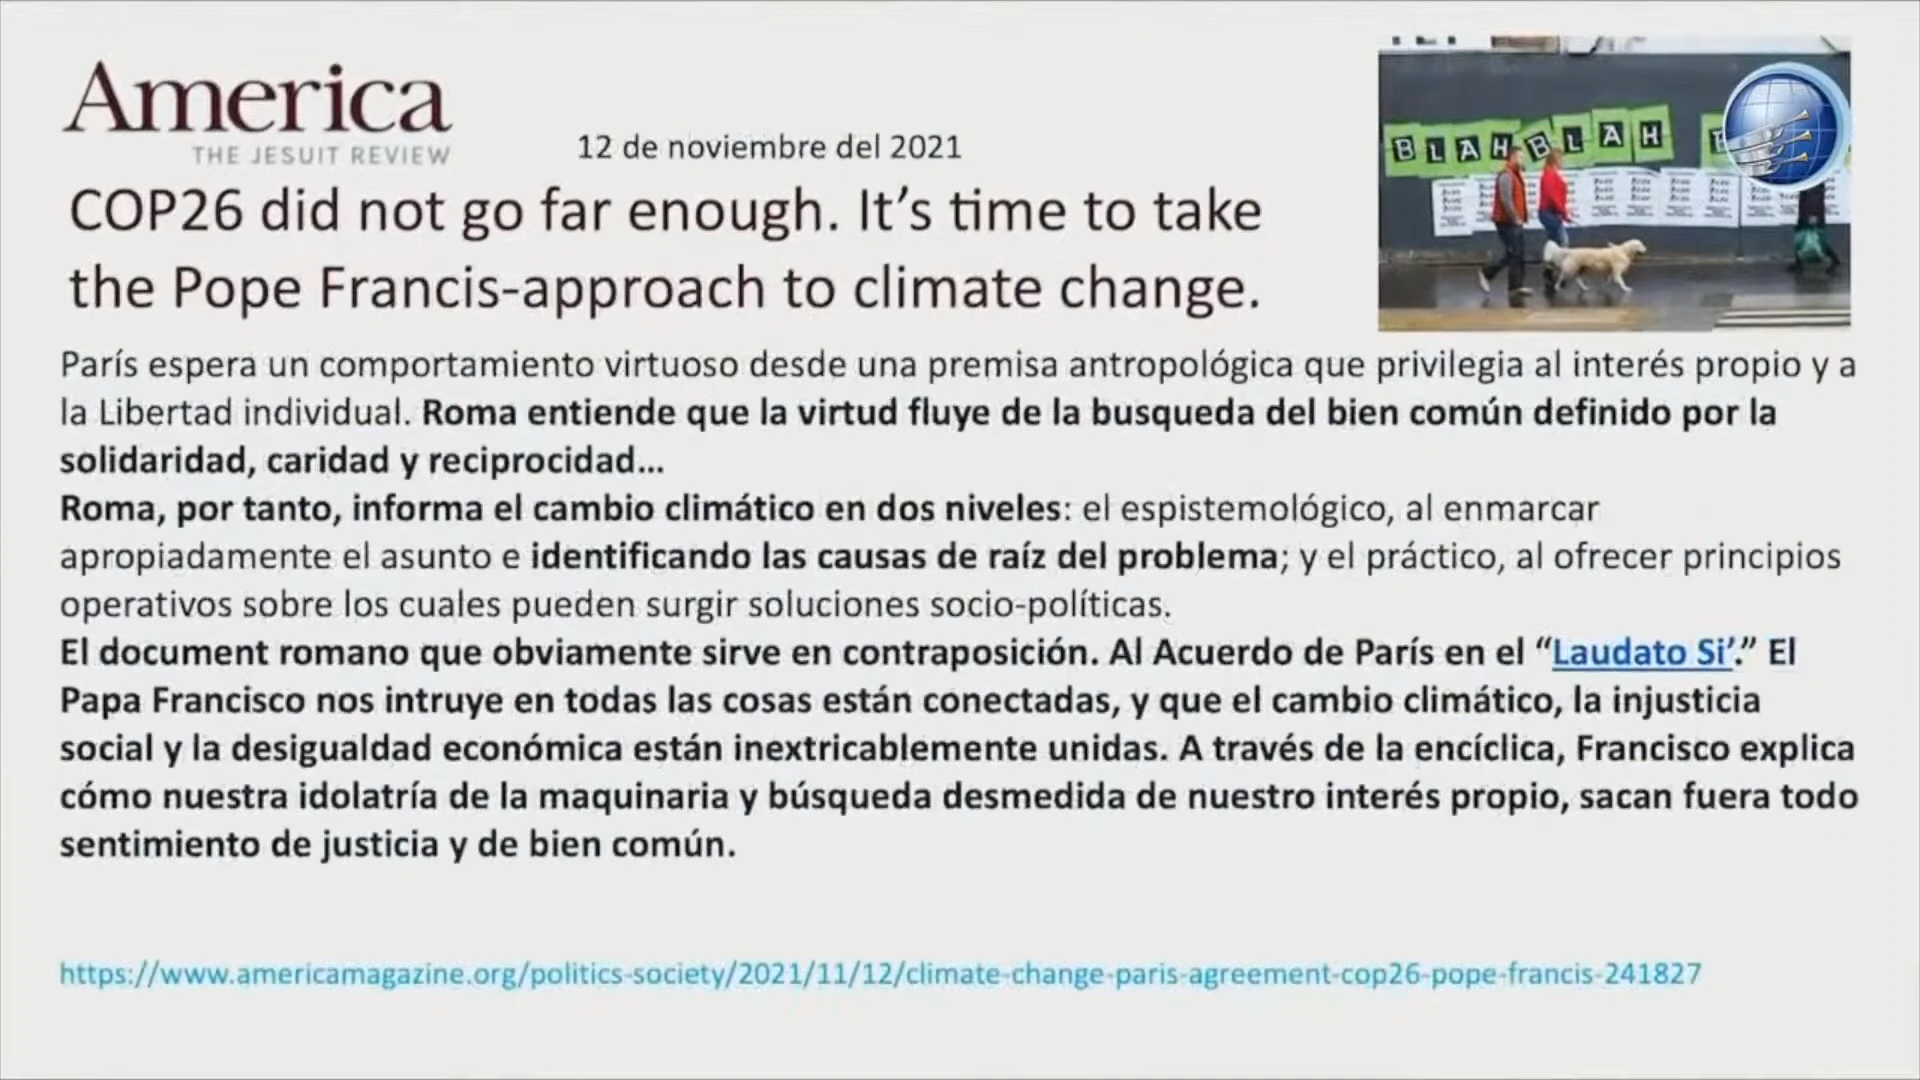 America
THE JESUIT REVIEW
12 de noviembre del 2021
COP26 did not go far enough. It’s time to take
the Pope Francis-approach to climate change.
BLAH BLAH B
París espera un comportamiento virtuoso desde una premisa antropológica que privilegia al interés propio y a
la Libertad individual. Roma entiende que la virtud fluye de la busqueda del bien común definido por la
solidaridad, caridad y reciprocidad...
Roma, por tanto, informa el cambio climático en dos niveles: el espistemológico, al enmarcar
apropiadamente el asunto e identificando las causas de raíz del problema; y el práctico, al ofrecer principios
operativos sobre los cuales pueden surgir soluciones socio-políticas.
El document romano que obviamente sirve en contraposición. Al Acuerdo de París en el “Laudato Si’.” El
Papa Francisco nos intruye en todas las cosas están conectadas, y que el cambio climático, la injusticia
social y la desigualdad económica están inextricablemente unidas. A través de la encíclica, Francisco explica
cómo nuestra idolatría de la maquinaria y búsqueda desmedida de nuestro interés propio, sacan fuera todo
sentimiento de justicia y de bien común.
https://www.americamagazine.org/politics-society/2021/11/12/climate-change-paris-agreement-cop26-pope-francis-241827